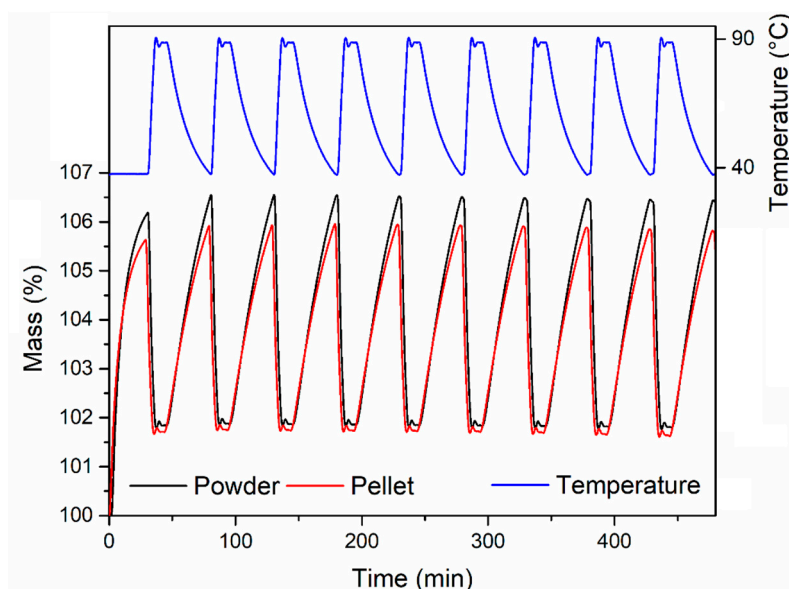 90
40
Temperature (°C)
107
106
105
104
103
102
101
100
Mass (%)
Powder Pellet Temperature
0 100 200 300 400
Time (min)